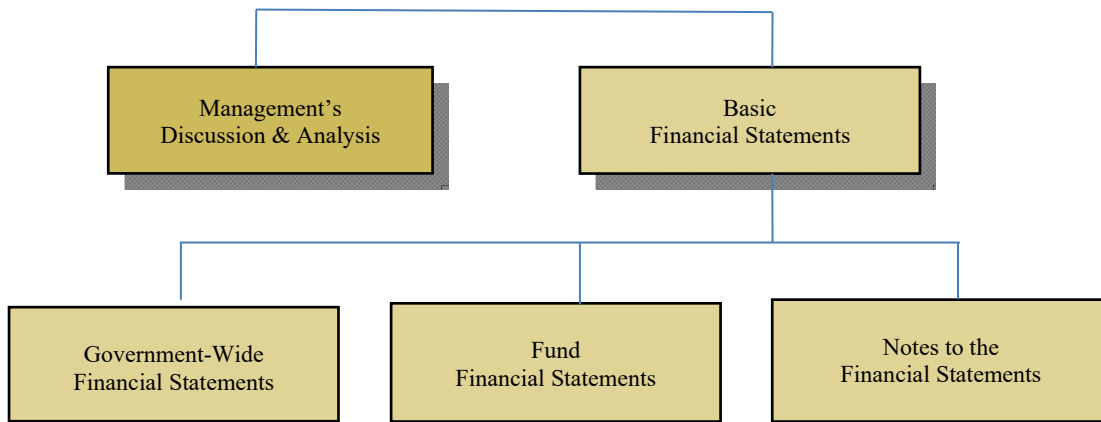 Management’s
Discussion & Analysis
Basic
Financial Statements
Government-Wide
Financial Statements
Fund
Financial Statements
Notes to the
Financial Statements